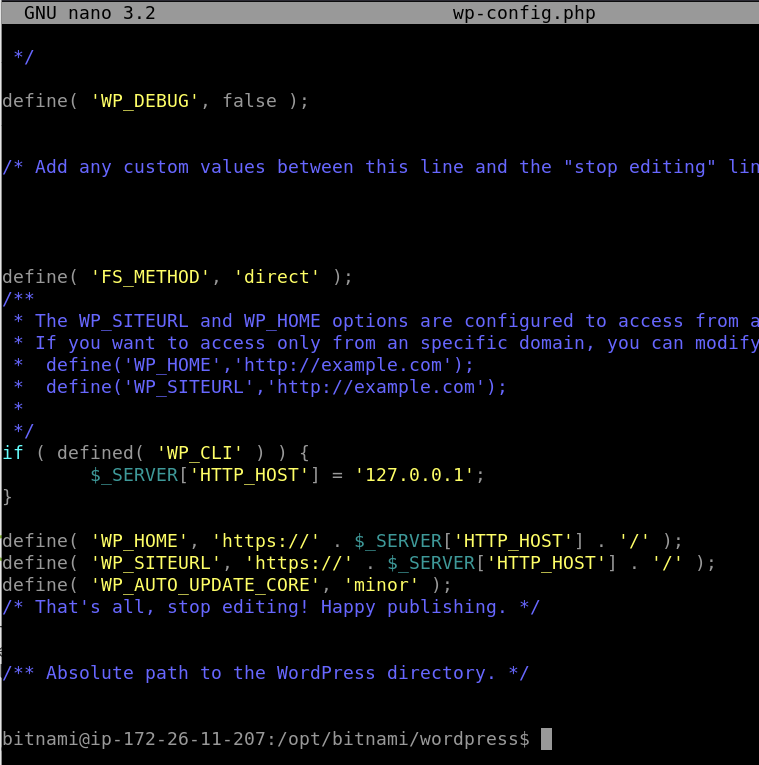 GNU nano 3.2 wp-config.php
*/
define( 'WP_DEBUG', false );
/* Add any custom values between this line and the "stop editing" lin
define( 'FS_METHOD', 'direct' );
/**
* The WP_SITEURL and WP_HOME options are configured to access from a
* If you want to access only from an specific domain, you can modify
*  define('WP_HOME','http://example.com');
*  define('WP_SITEURL','http://example.com');
*
*/
if ( defined( 'WP_CLI' ) ) {
$_SERVER['HTTP_HOST'] = '127.0.0.1';
}
define( 'WP_HOME', 'https://' . $_SERVER['HTTP_HOST'] . '/' );
define( 'WP_SITEURL', 'https://' . $_SERVER['HTTP_HOST'] . '/' );
define( 'WP_AUTO_UPDATE_CORE', 'minor' );
/* That's all, stop editing! Happy publishing. */
/** Absolute path to the WordPress directory. */
bitnami@ip-172-26-11-207:/opt/bitnami/wordpress$